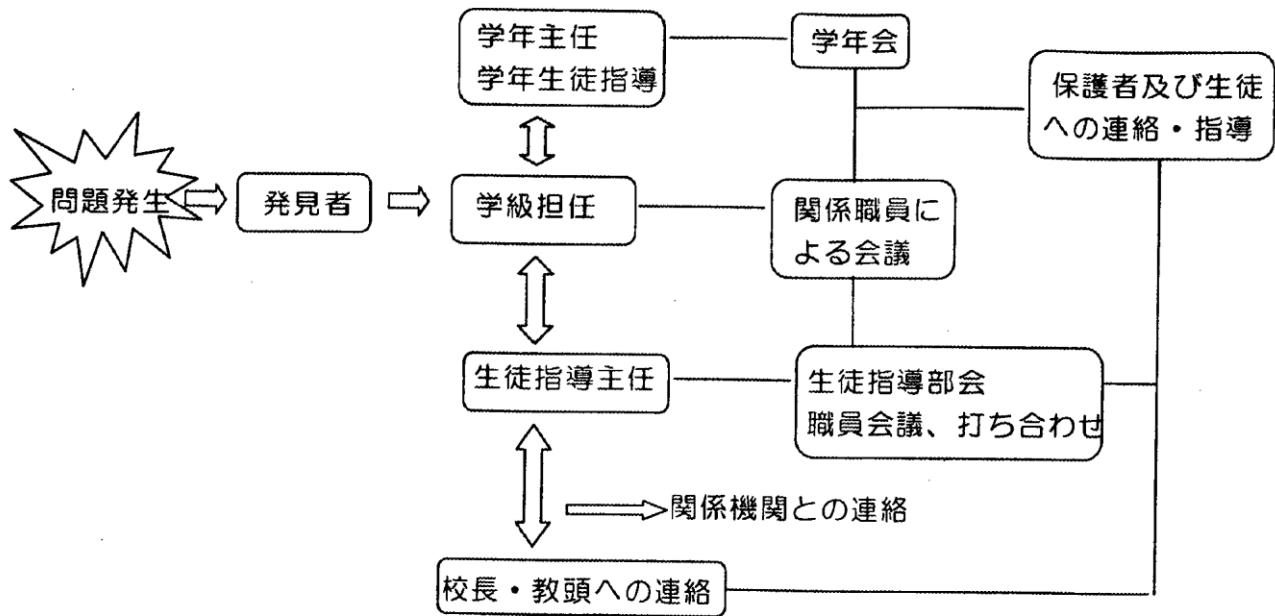 学年主任
学年生徒指導
学年会
保護者及び生徒
への連絡・指導
問題発生
発見者
学級担任
関係職員に
よる会議
生徒指導主任
生徒指導部会
職員会議、打ち合わせ
関係機関との連絡
校長・教頭への連絡